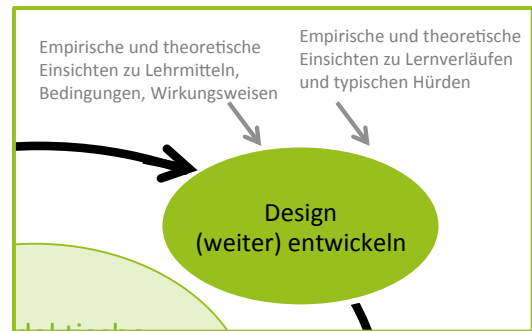 Empirische und theoretische
Einsichten zu Lehrmitteln,
Bedingungen, Wirkungsweisen
Empirische und theoretische
Einsichten zu Lernverläufen
und typischen Hürden
Design
(weiter) entwickeln